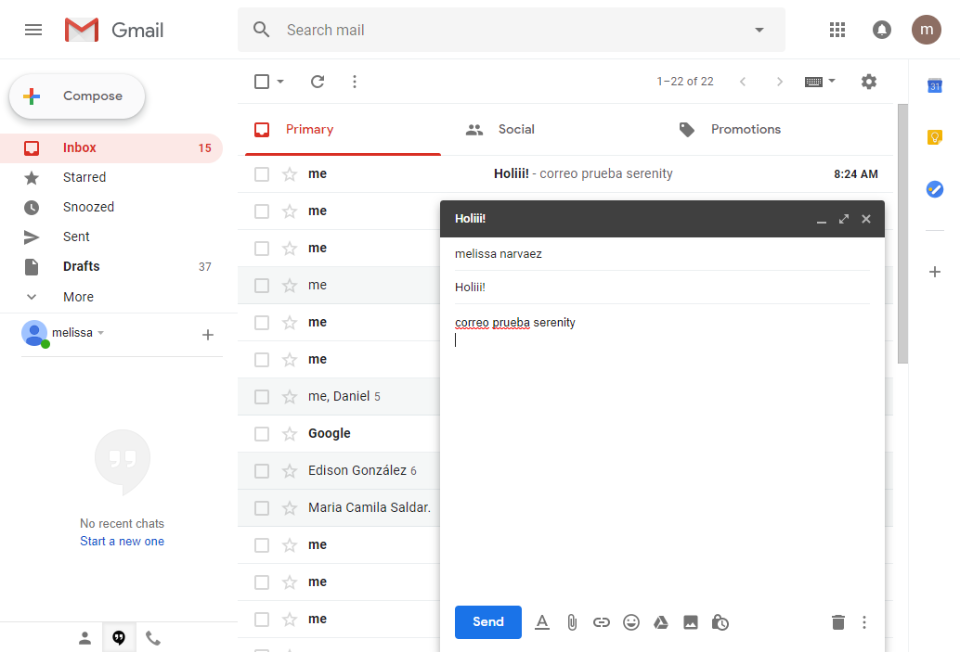 Gmail
Search mail
m
Compose
1–22 of 22
31
Inbox 15
Starred
Snoozed
Sent
Drafts 37
More
melissa
No recent chats
Start a new one
Primary
Social
Promotions
me Holiii! - correo prueba serenity 8:24 AM
me
me
me
me
me
me, Daniel 5
Google
Edison González 6
Maria Camila Saldar.
me
me
me
Holiii!
melissa narvaez
Holiii!
correo prueba serenity
Send